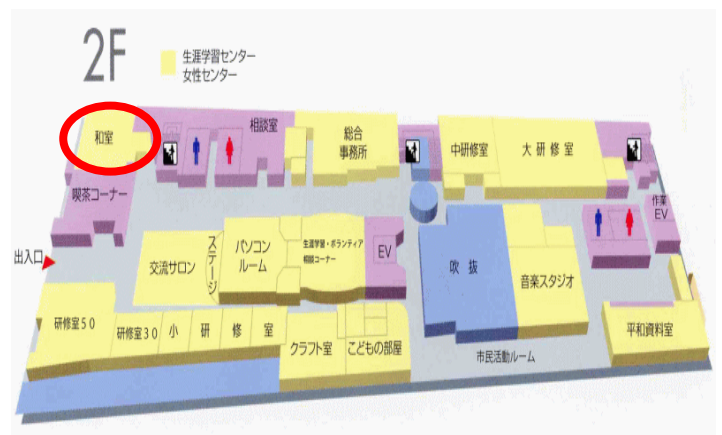 2F
生涯学習センター
女性センター
和室
相談室
総合
事務所
中研修室
大研修室
喫茶コーナー
作業
EV
出入口
交流サロン
ステージ
パソコン
ルーム
生涯学習・ボランティア
相談コーナー
EV
吹抜
音楽スタジオ
研修室50
研修室30
小研修室
クラフト室
こどもの部屋
市民活動ルーム
平和資料室